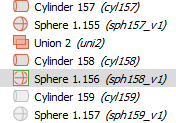 Cylinder 157 (cyl157)
Sphere 1.155 (sph157_v1)
Union 2 (uni2)
Cylinder 158 (cyl158)
Sphere 1.156 (sph158_v1)
Cylinder 159 (cyl159)
Sphere 1.157 (sph159_v1)